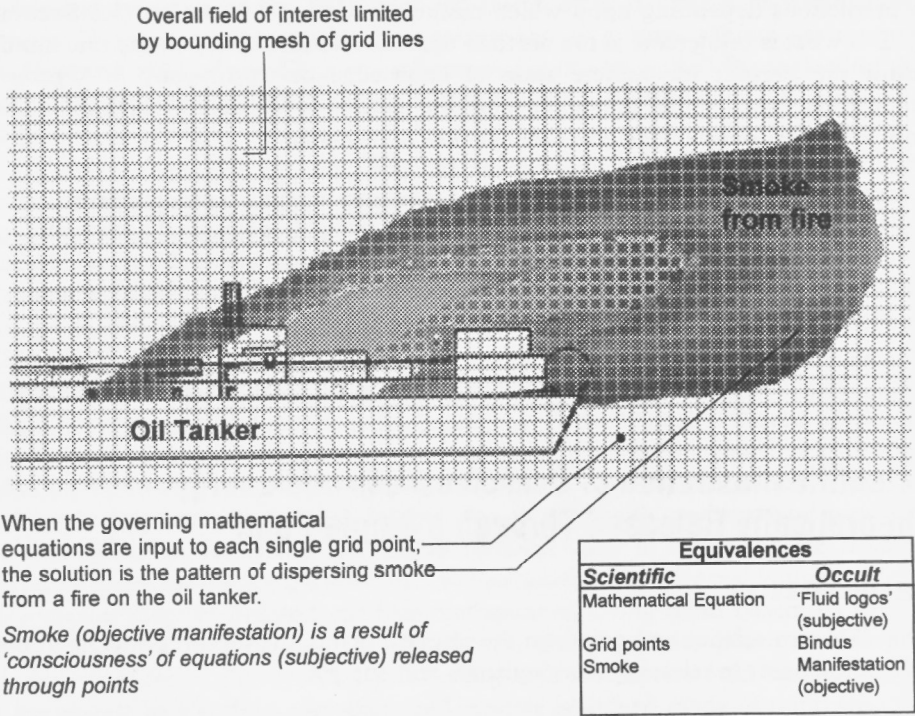 Overall field of interest limited
by bounding mesh of grid lines
Smoke
from fire
Oil Tanker
When the governing mathematical
equations are input to each single grid point,
the solution is the pattern of dispersing smoke
from a fire on the oil tanker.
Smoke (objective manifestation) is a result of
'consciousness' of equations (subjective) released
through points
Equivalences
Scientific Occult
Mathematical Equation 'Fluid logos'
(subjective)
Grid points Bindus
Smoke Manifestation
(objective)